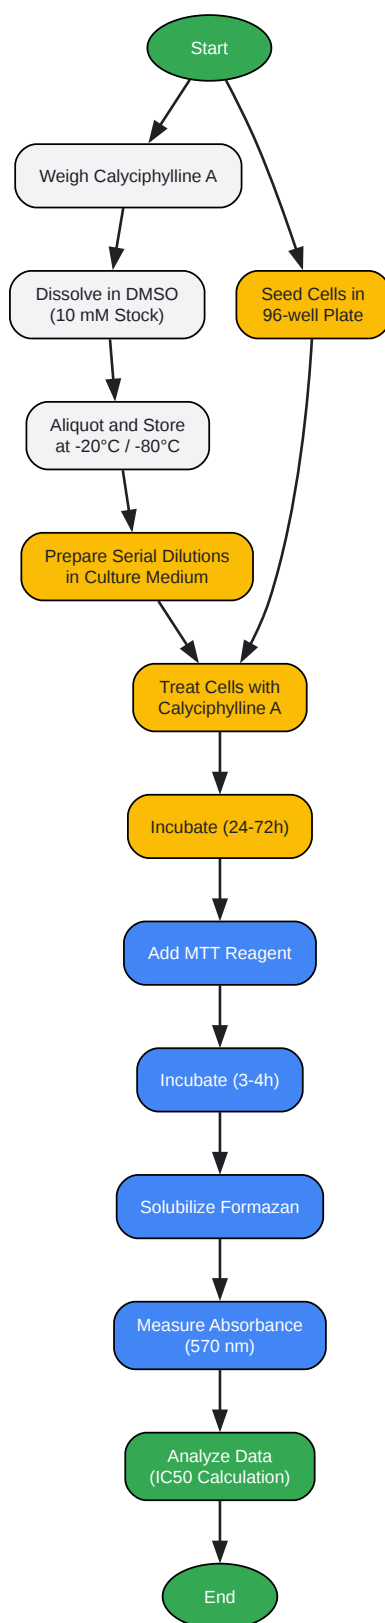 Start
Weigh Calyciphylline A
Dissolve in DMSO
(10 mM Stock)
Seed Cells in
96-well Plate
Aliquot and Store
at -20°C / -80°C
Prepare Serial Dilutions
in Culture Medium
Treat Cells with
Calyciphylline A
Incubate (24-72h)
Add MTT Reagent
Incubate (3-4h)
Solubilize Formazan
Measure Absorbance
(570 nm)
Analyze Data
(IC50 Calculation)
End